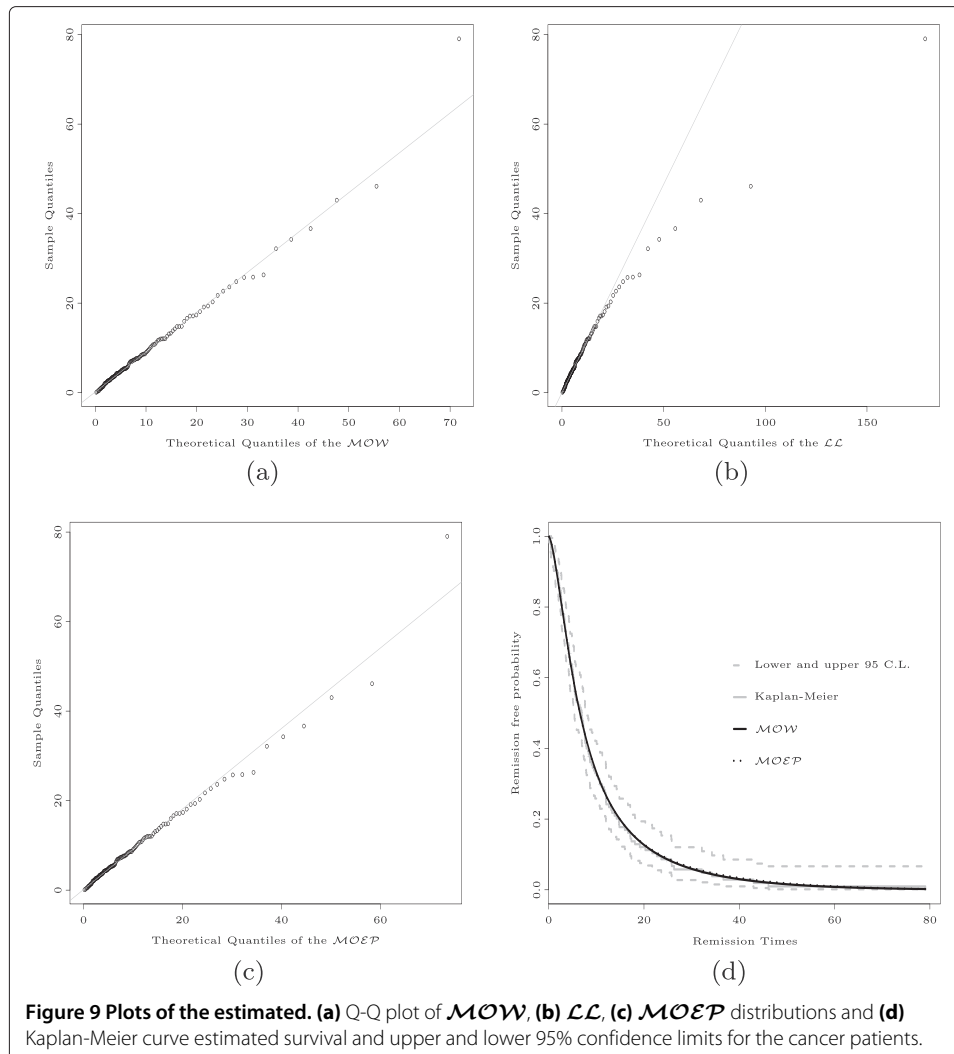 Sample Quantiles
0 20 40 60 80
0 10 20 30 40 50 60 70
Theoretical Quantiles of the 𝓜𝓞𝓦
(a)
Sample Quantiles
0 20 40 60 80
0 50 100 150
Theoretical Quantiles of the 𝓛𝓛
(b)
Sample Quantiles
0 20 40 60 80
0 20 40 60
Theoretical Quantiles of the 𝓜𝓞𝓔𝓟
(c)
Remission free probability
0.0 0.2 0.4 0.6 0.8 1.0
Lower and upper 95 C.L.
Kaplan-Meier
𝓜𝓞𝓦
𝓜𝓞𝓔𝓟
0 20 40 60 80
Remission Times
(d)
Figure 9 Plots of the estimated. (a) Q-Q plot of 𝓜𝓞𝓦, (b) 𝓛𝓛, (c) 𝓜𝓞𝓔𝓟 distributions and (d)
Kaplan-Meier curve estimated survival and upper and lower 95% confidence limits for the cancer patients.